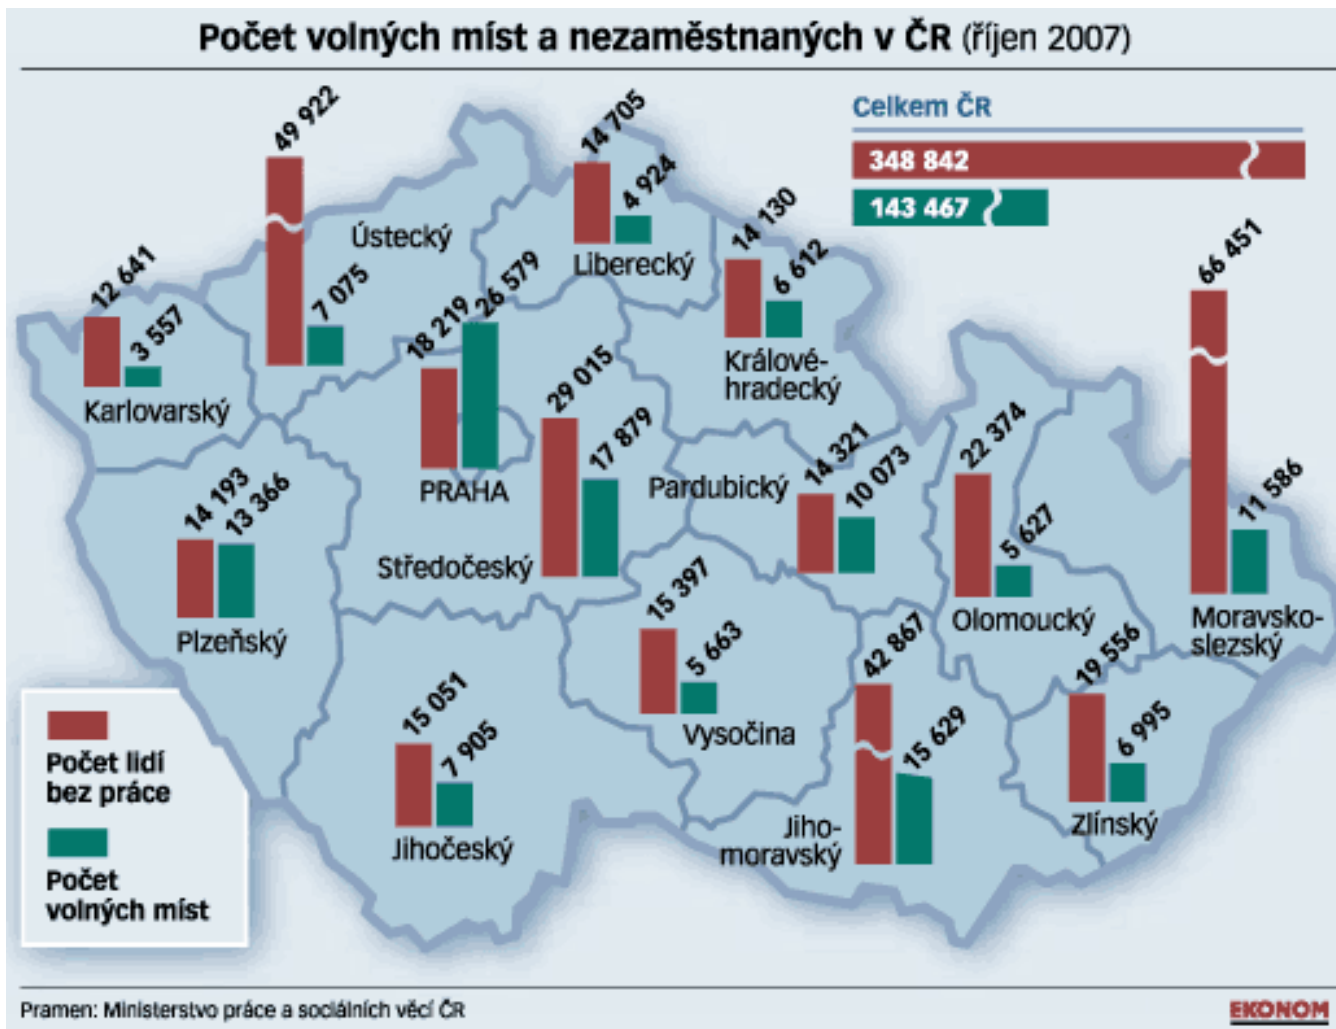 Počet volných míst a nezaměstnaných v ČR (říjen 2007)
Celkem ČR
348 842
143 467
49 922
7 075
Ústecký
14 705
4 924
Liberecký
14 130
6 612
Králové-
hradecký
12 641
3 557
Karlovarský
18 219
26 579
PRAHA
29 015
17 879
Středočeský
14 193
13 366
Plzeňský
14 321
10 073
Pardubický
22 374
5 627
Olomoucký
66 451
11 586
Moravsko-
slezský
15 397
5 663
Vysočina
15 051
7 905
Jihočeský
42 867
15 629
Jiho-
moravský
19 556
6 995
Zlínský
Počet lidí
bez práce
Počet
volných míst
Pramen: Ministerstvo práce a sociálních věcí ČR
EKONOM